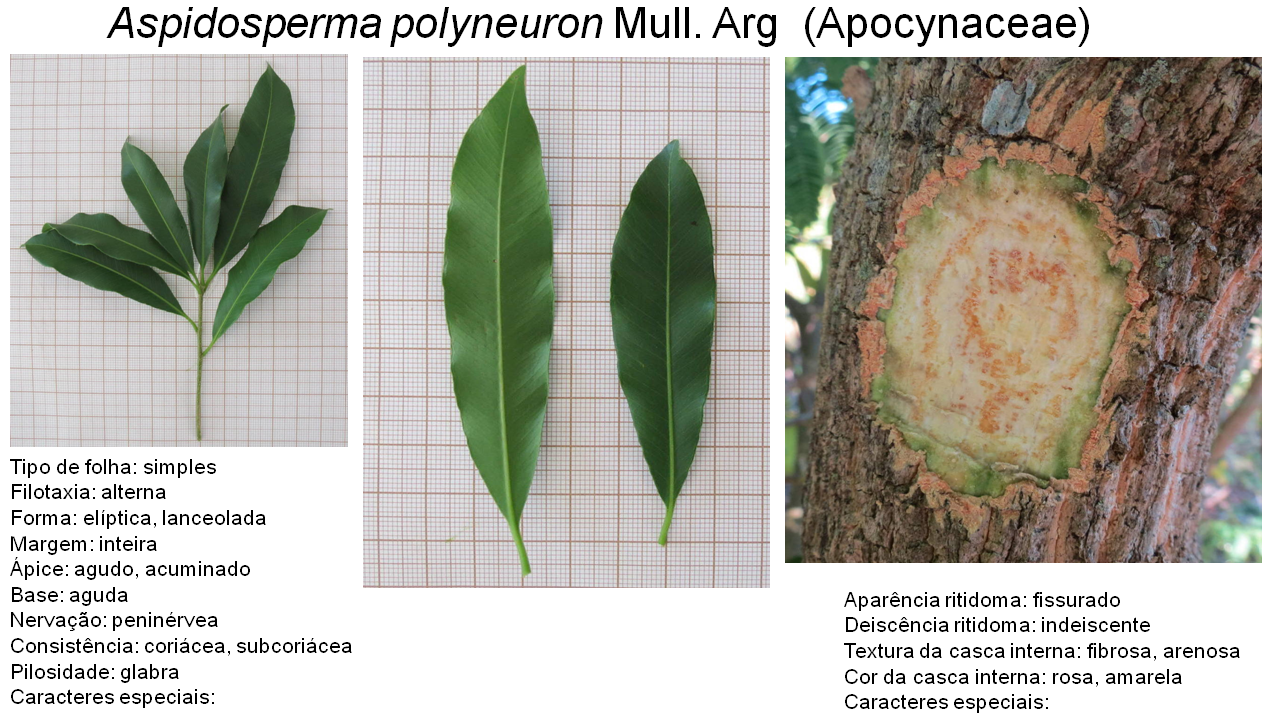 Aspidosperma polyneuron Mull. Arg (Apocynaceae)
Tipo de folha: simples
Filotaxia: alterna
Forma: elíptica, lanceolada
Margem: inteira
Ápice: agudo, acuminado
Base: aguda
Nervação: peninérvea
Consistência: coriácea, subcoriácea
Pilosidade: glabra
Caracteres especiais:
Aparência ritidoma: fissurado
Deiscência ritidoma: indeiscente
Textura da casca interna: fibrosa, arenosa
Cor da casca interna: rosa, amarela
Caracteres especiais: